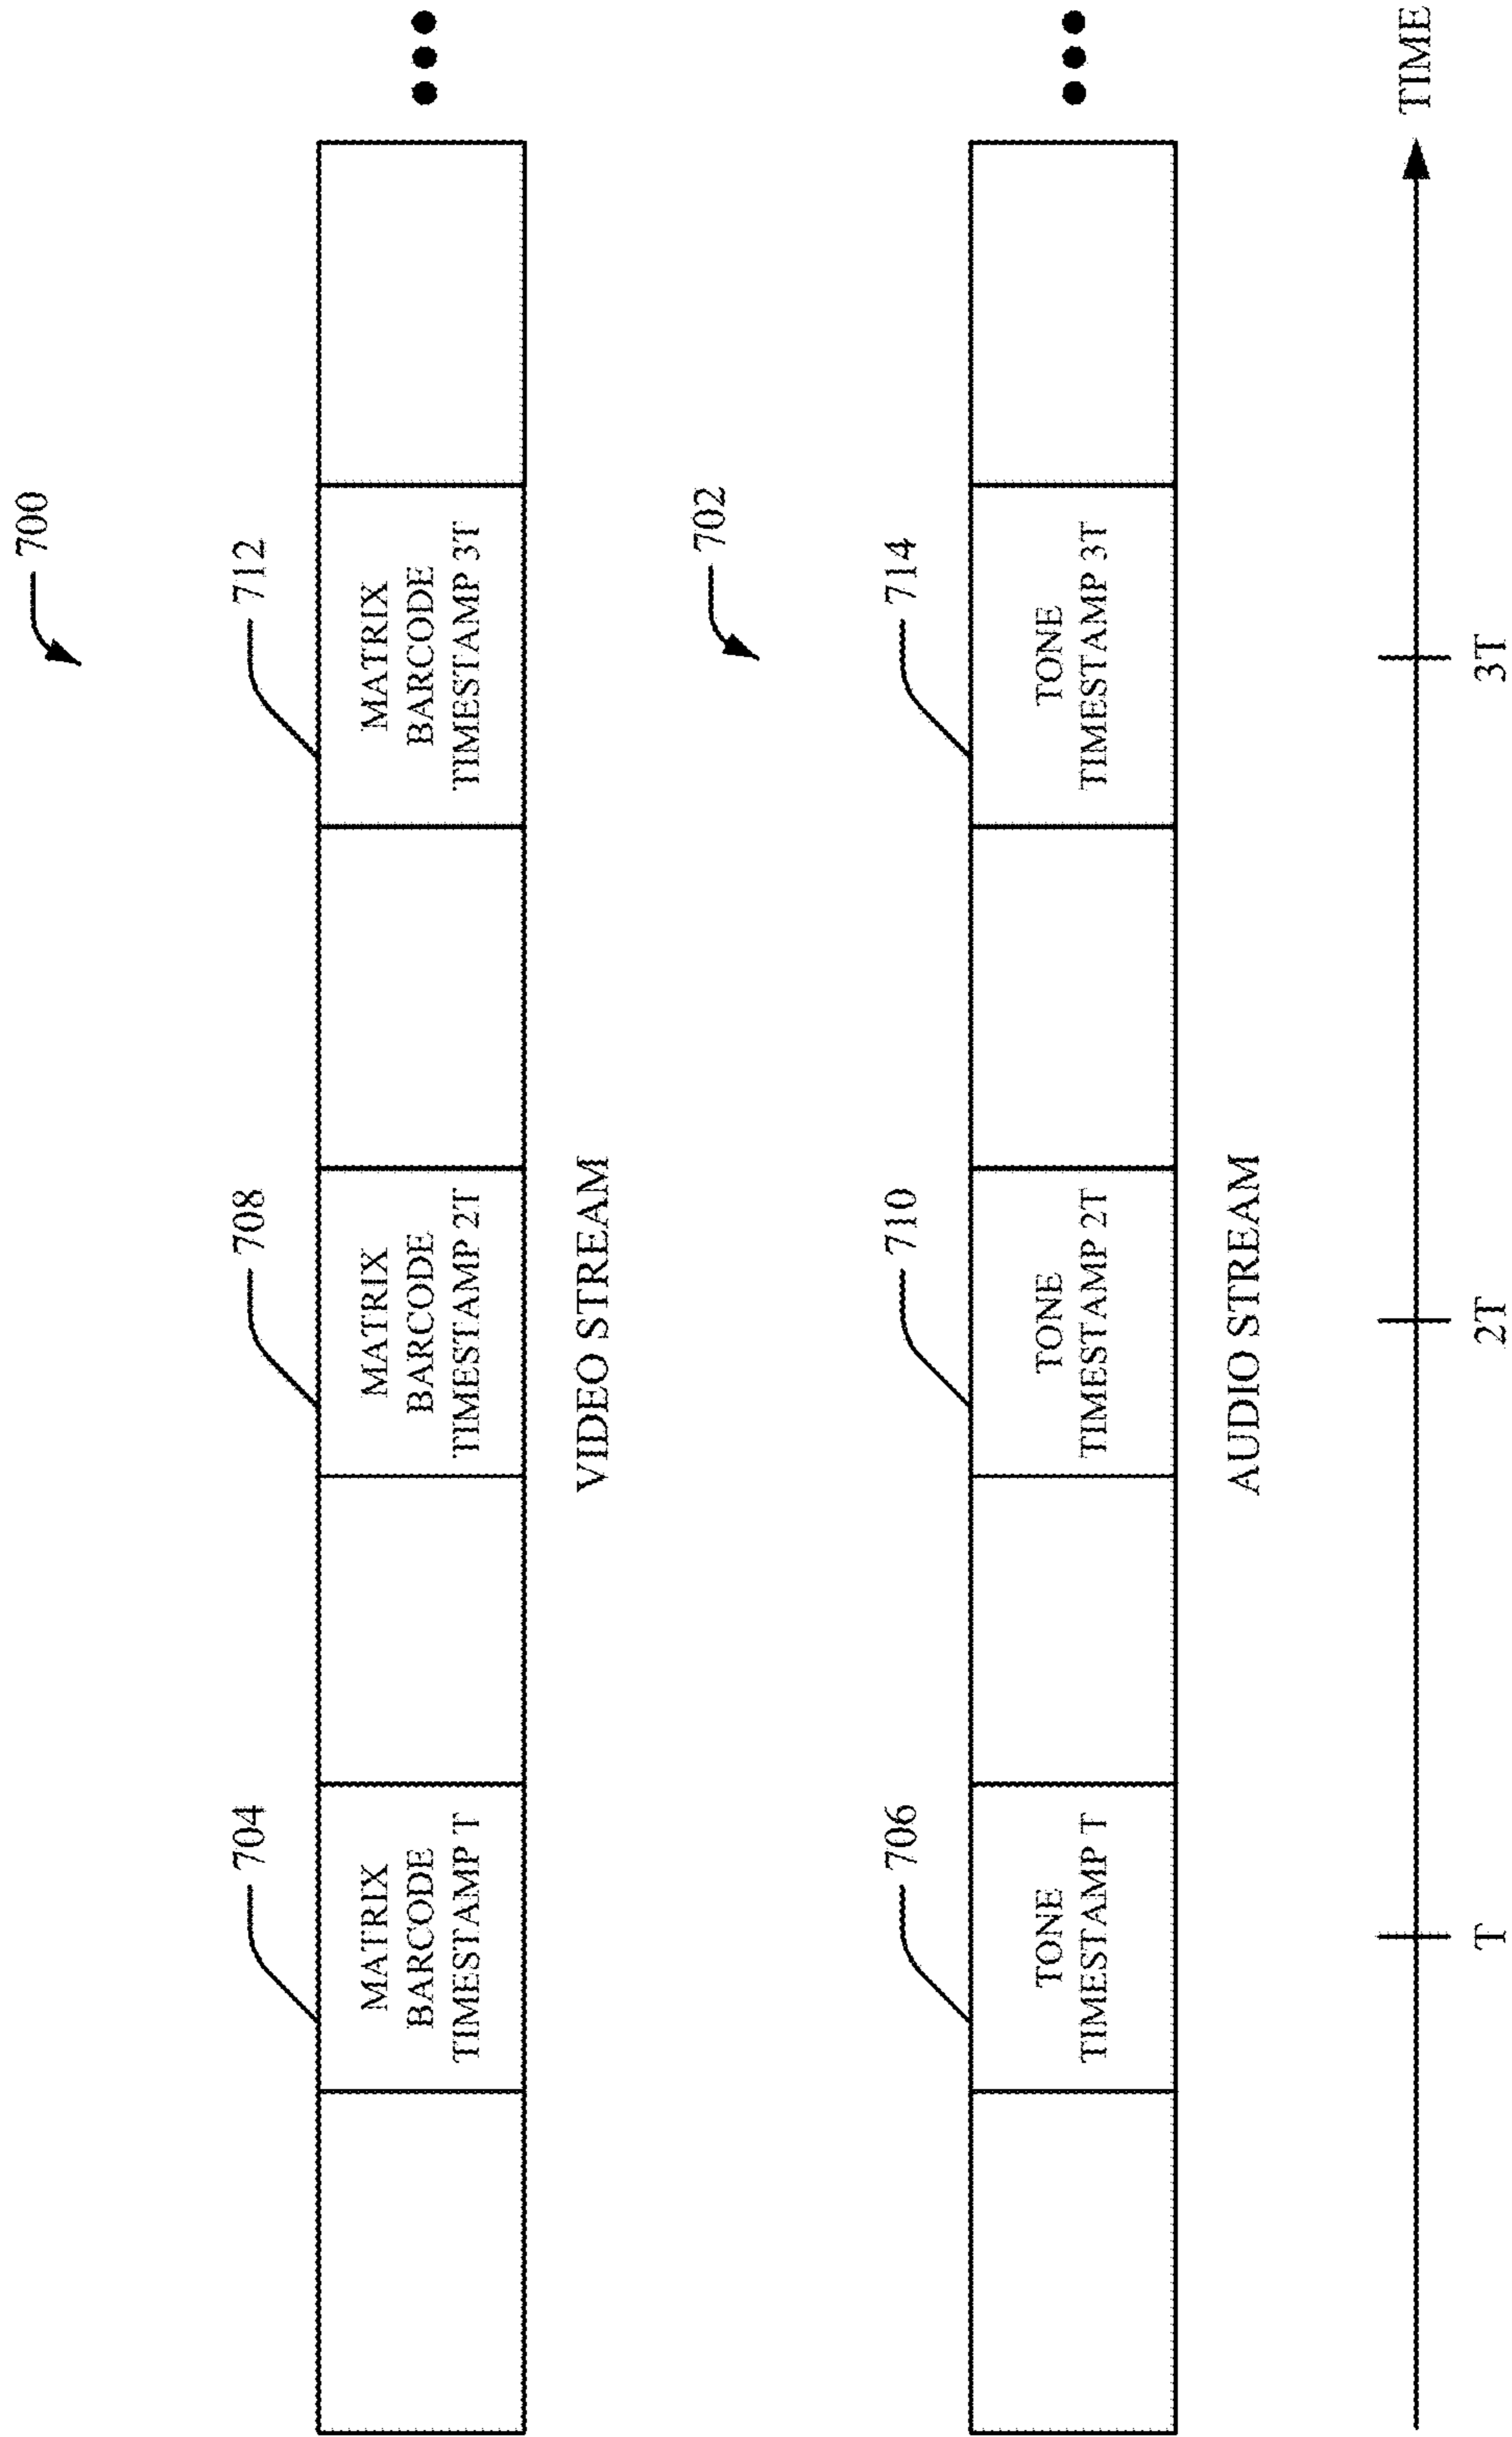 700
704
708
712
MATRIX
BARCODE
TIMESTAMP T
MATRIX
BARCODE
TIMESTAMP 2T
MATRIX
BARCODE
TIMESTAMP 3T
VIDEO STREAM
702
706
710
714
TONE
TIMESTAMP T
TONE
TIMESTAMP 2T
TONE
TIMESTAMP 3T
AUDIO STREAM
TIME
T
2T
3T